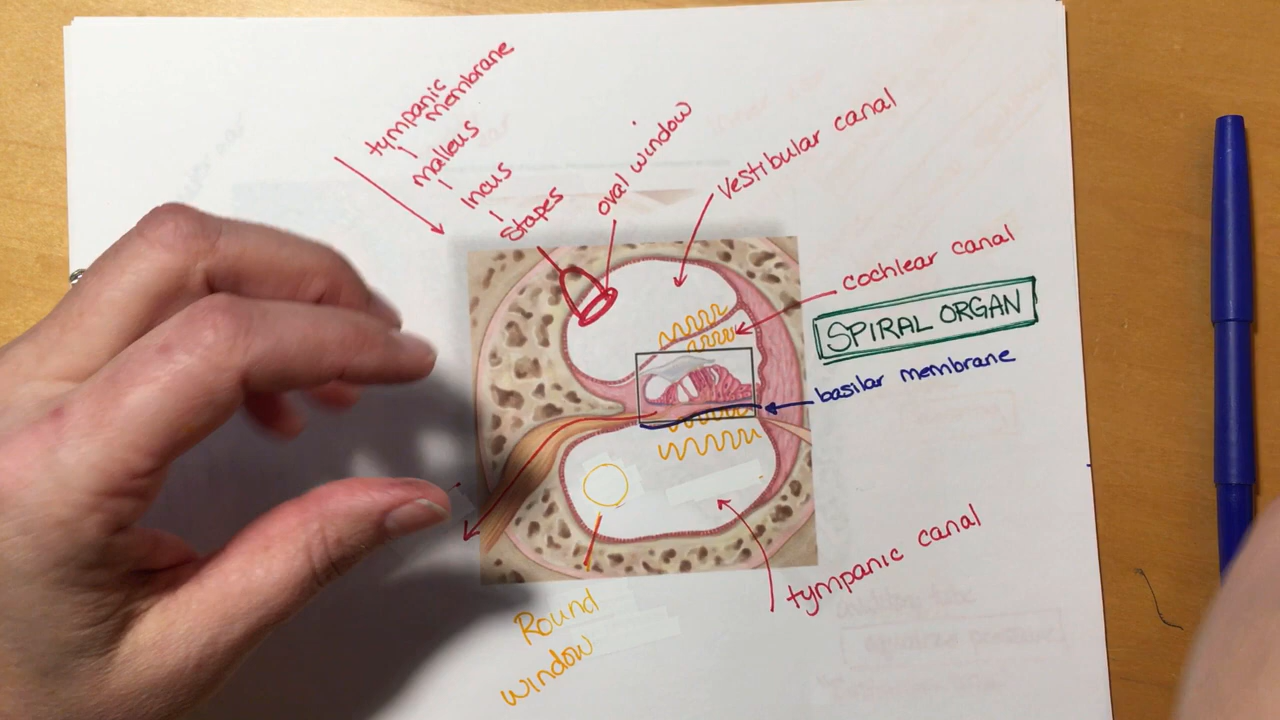 tympanic
membrane
malleus
incus
stapes
oval window
vestibular canal
cochlear canal
SPIRAL ORGAN
basilar membrane
tympanic canal
Round
window